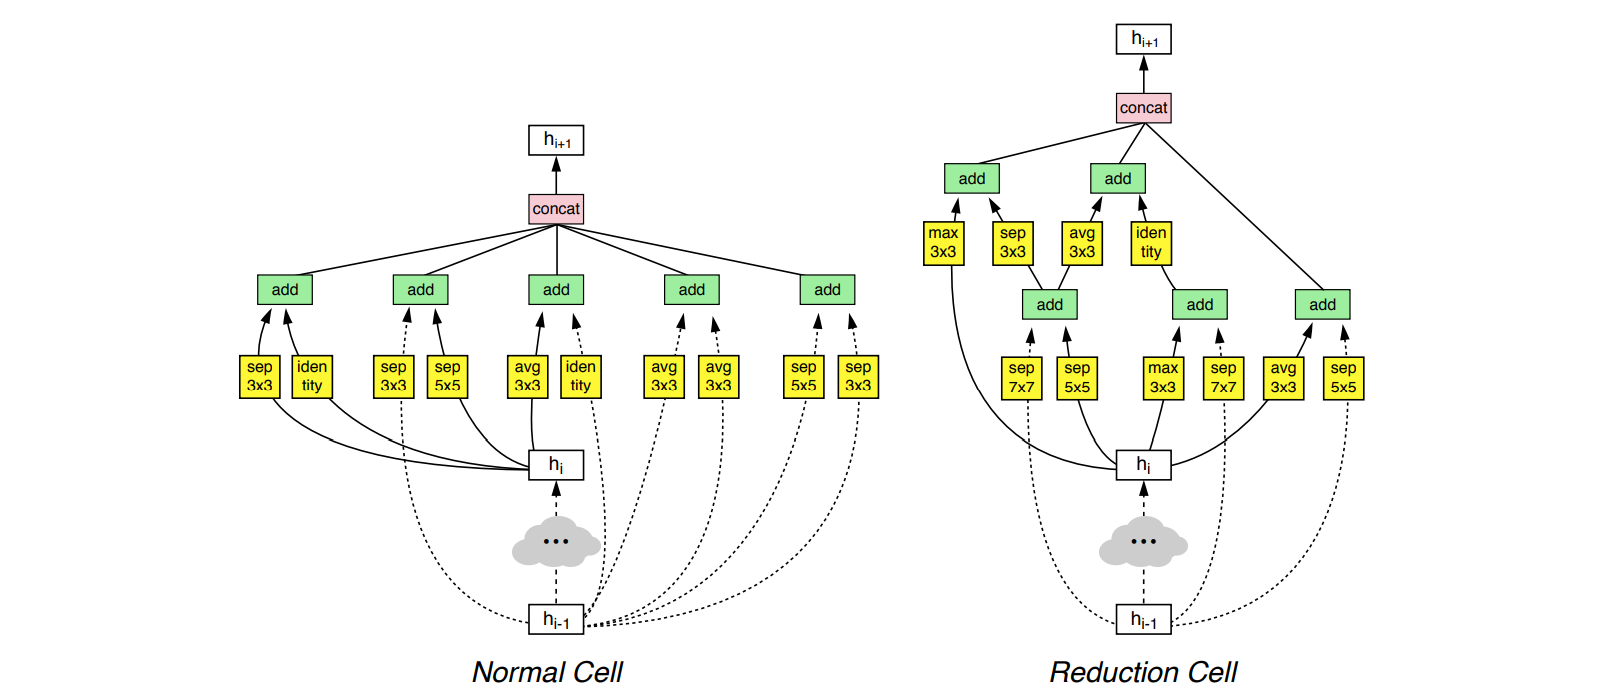 h_{i+1}
concat
add add add add add
sep iden sep sep avg iden avg avg sep sep
3x3 tity 3x3 5x5 3x3 tity 3x3 3x3 5x5 3x3
h_i
...
h_{i-1}
Normal Cell
h_{i+1}
concat
add add
max sep avg iden
3x3 3x3 3x3 tity
add add add
sep sep max sep avg sep
7x7 5x5 3x3 7x7 3x3 5x5
h_i
...
h_{i-1}
Reduction Cell